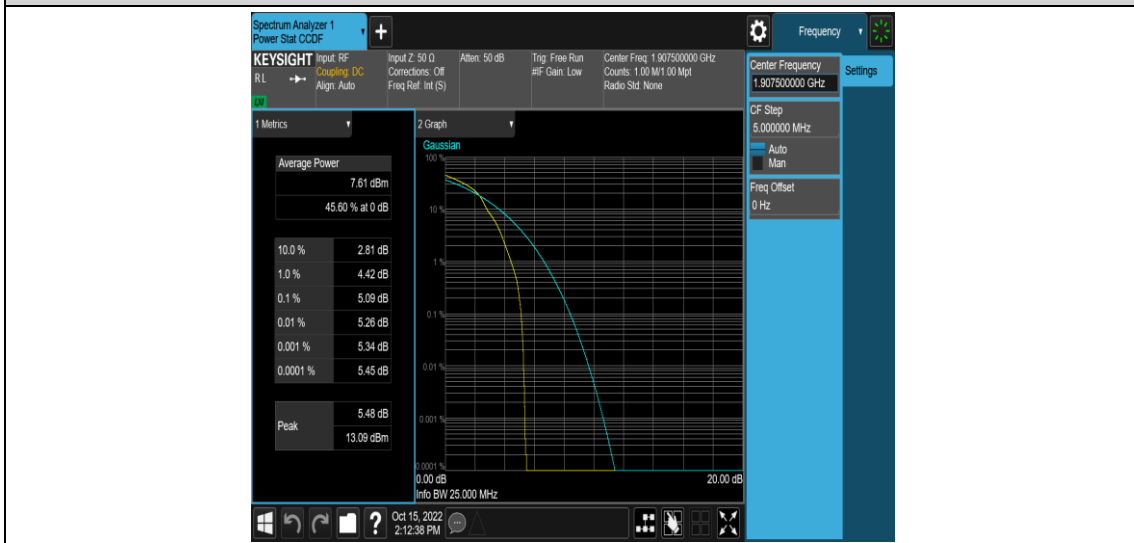 Spectrum Analyzer 1
Power Stat CCDF
+
Frequency
KEYSIGHT
RL
LXI
Input: RF
Coupling: DC
Align: Auto
Input Z: 50 Ω
Corrections: Off
Freq Ref: Int (S)
Atten: 50 dB
Trig: Free Run
#IF Gain: Low
Center Freq: 1.907500000 GHz
Counts: 1.00 M/1.00 Mpt
Radio Std: None
Center Frequency
1.907500000 GHz
Settings
CF Step
5.000000 MHz
Auto
Man
Freq Offset
0 Hz
1 Metrics
Average Power
7.61 dBm
45.60 % at 0 dB
10.0 % 2.81 dB
1.0 % 4.42 dB
0.1 % 5.09 dB
0.01 % 5.26 dB
0.001 % 5.34 dB
0.0001 % 5.45 dB
Peak
5.48 dB
13.09 dBm
2 Graph
Gaussian
100 %
10 %
1 %
0.1 %
0.01 %
0.001 %
0.0001 %
0.00 dB 20.00 dB
Info BW 25.000 MHz
?
Oct 15, 2022
2:12:38 PM